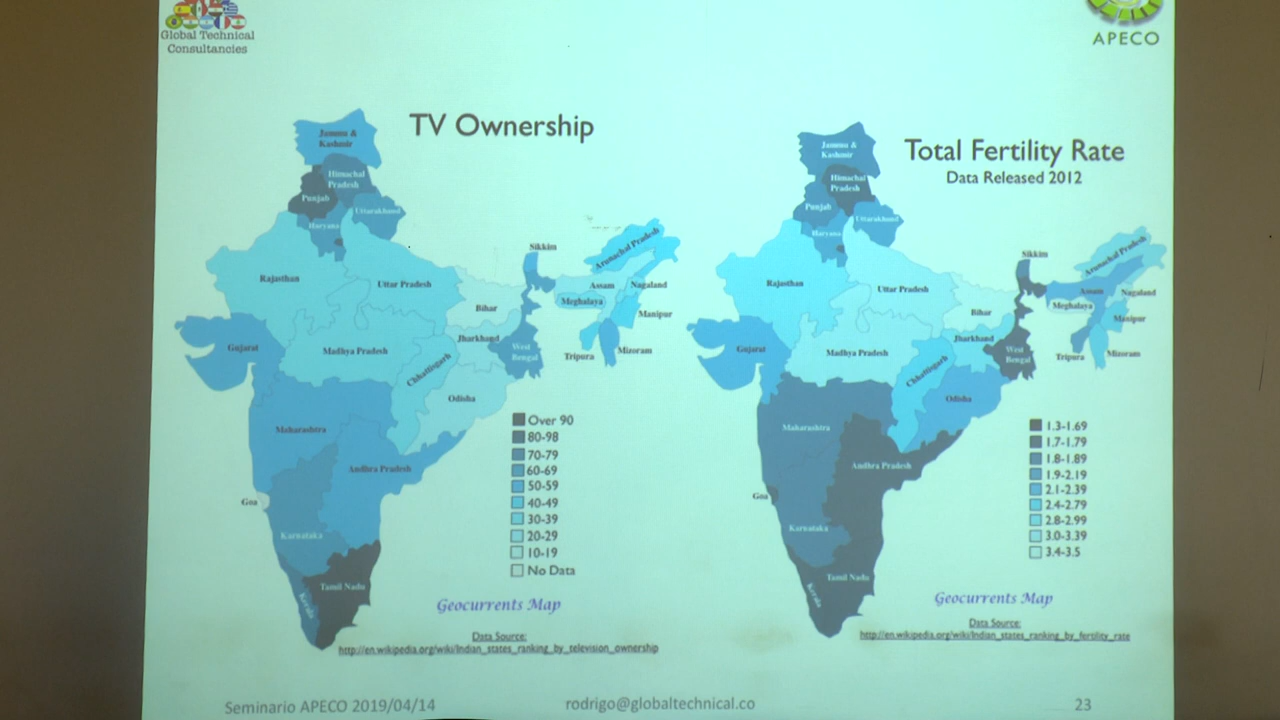 Global Technical
Consultancies
APECO
TV Ownership
Jammu &
Kashmir
Himachal
Pradesh
Punjab
Uttarakhand
Haryana
Rajasthan
Uttar Pradesh
Sikkim
Arunachal Pradesh
Assam
Nagaland
Meghalaya
Manipur
Bihar
Jharkhand
West
Bengal
Tripura
Mizoram
Gujarat
Madhya Pradesh
Chhattisgarh
Odisha
Maharashtra
Andhra Pradesh
Goa
Karnataka
Tamil Nadu
Kerala
Over 90
80-98
70-79
60-69
50-59
40-49
30-39
20-29
10-19
No Data
Geocurrents Map
Data Source:
http://en.wikipedia.org/wiki/Indian_states_ranking_by_television_ownership
Total Fertility Rate
Data Released 2012
Jammu &
Kashmir
Himachal
Pradesh
Punjab
Uttarakhand
Haryana
Rajasthan
Uttar Pradesh
Sikkim
Arunachal Pradesh
Assam
Nagaland
Meghalaya
Manipur
Bihar
Jharkhand
West
Bengal
Tripura
Mizoram
Gujarat
Madhya Pradesh
Chhattisgarh
Odisha
Maharashtra
Andhra Pradesh
Goa
Karnataka
Tamil Nadu
Kerala
1.3-1.69
1.7-1.79
1.8-1.89
1.9-2.19
2.1-2.39
2.4-2.79
2.8-2.99
3.0-3.39
3.4-3.5
Geocurrents Map
Data Source:
http://en.wikipedia.org/wiki/Indian_states_ranking_by_fertility_rate
Seminario APECO 2019/04/14
rodrigo@globaltechnical.co
23